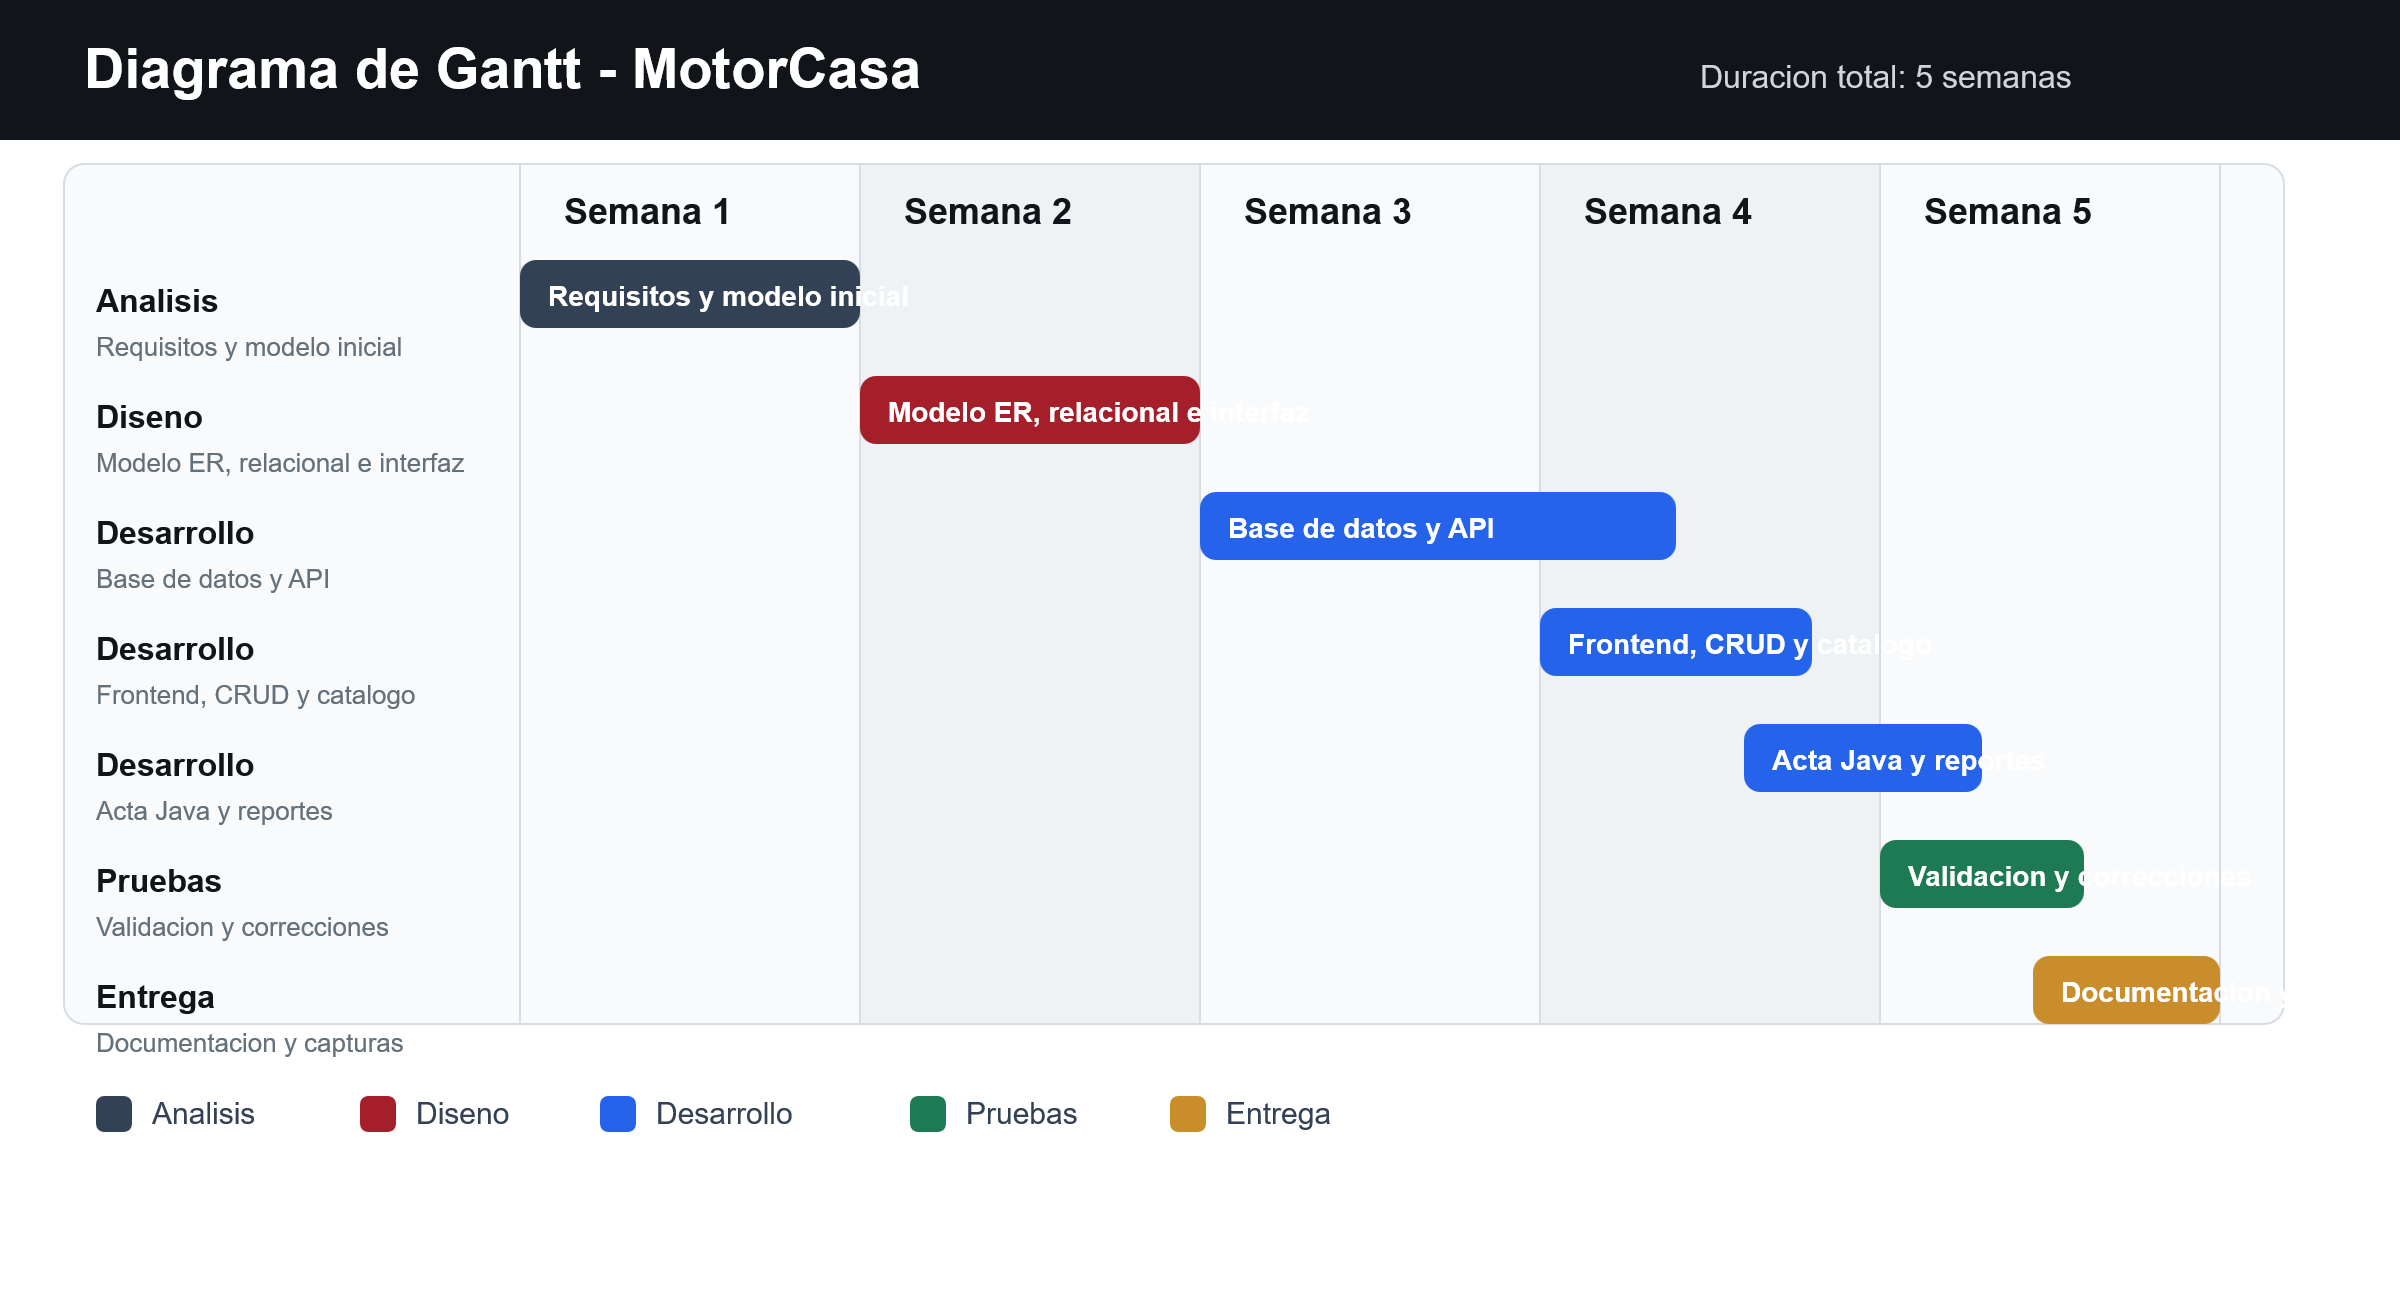 Diagrama de Gantt - MotorCasa
Duracion total: 5 semanas
Semana 1
Semana 2
Semana 3
Semana 4
Semana 5
Analisis
Requisitos y modelo inicial
Requisitos y modelo inicial
Diseno
Modelo ER, relacional e interfaz
Modelo ER, relacional e interfaz
Desarrollo
Base de datos y API
Base de datos y API
Desarrollo
Frontend, CRUD y catalogo
Frontend, CRUD y catalogo
Desarrollo
Acta Java y reportes
Acta Java y reportes
Pruebas
Validacion y correcciones
Validacion y correcciones
Entrega
Documentacion y capturas
Documentacion y
Analisis
Diseno
Desarrollo
Pruebas
Entrega